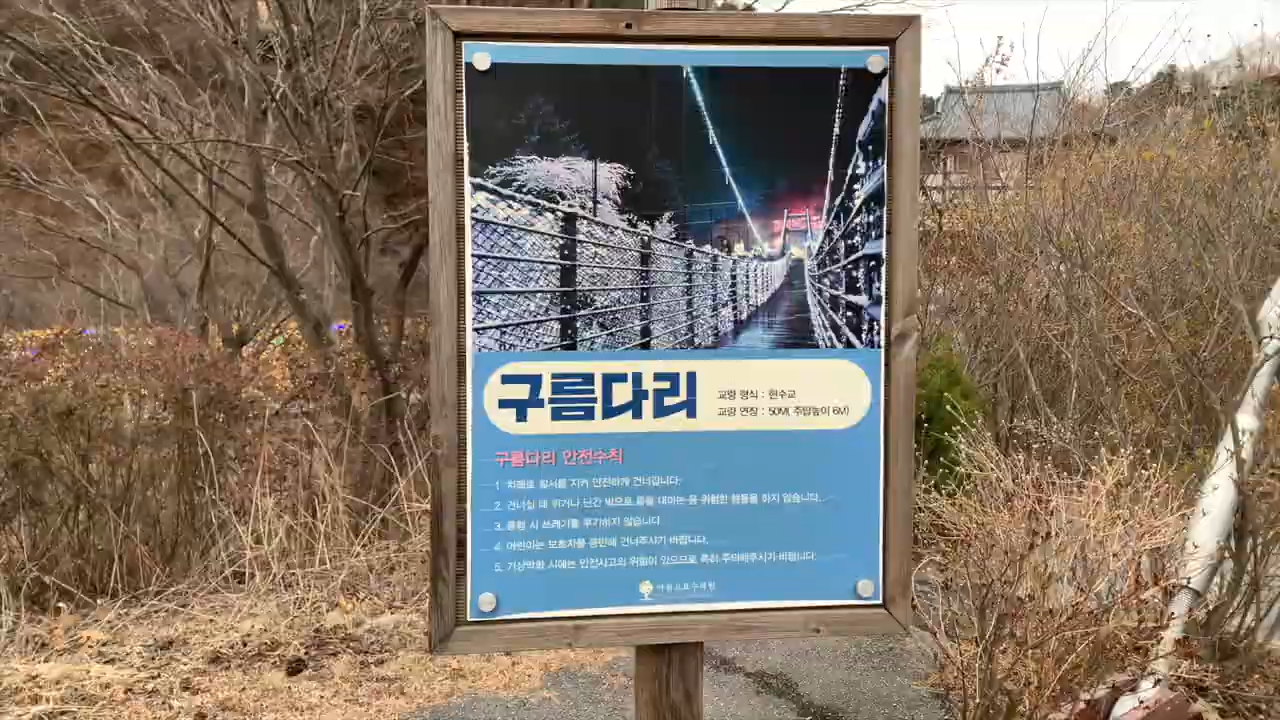 구름다리
교량 형식 : 현수교
교량 연장 : 50M( 주탑높이 6M)
구름다리 안전수칙
1. 차례로 질서를 지켜 안전하게 건너갑니다.
2. 건너실 때 뛰거나 난간 밖으로 몸을 내미는 등 위험한 행동을 하지 않습니다.
3. 통행 시 쓰레기를 투기하지 않습니다.
4. 어린이는 보호자를 동반해 건너주시기 바랍니다.
5. 기상악화 시에는 안전사고의 위험이 있으므로 특히 주의해주시기 바랍니다.
아침고요수목원